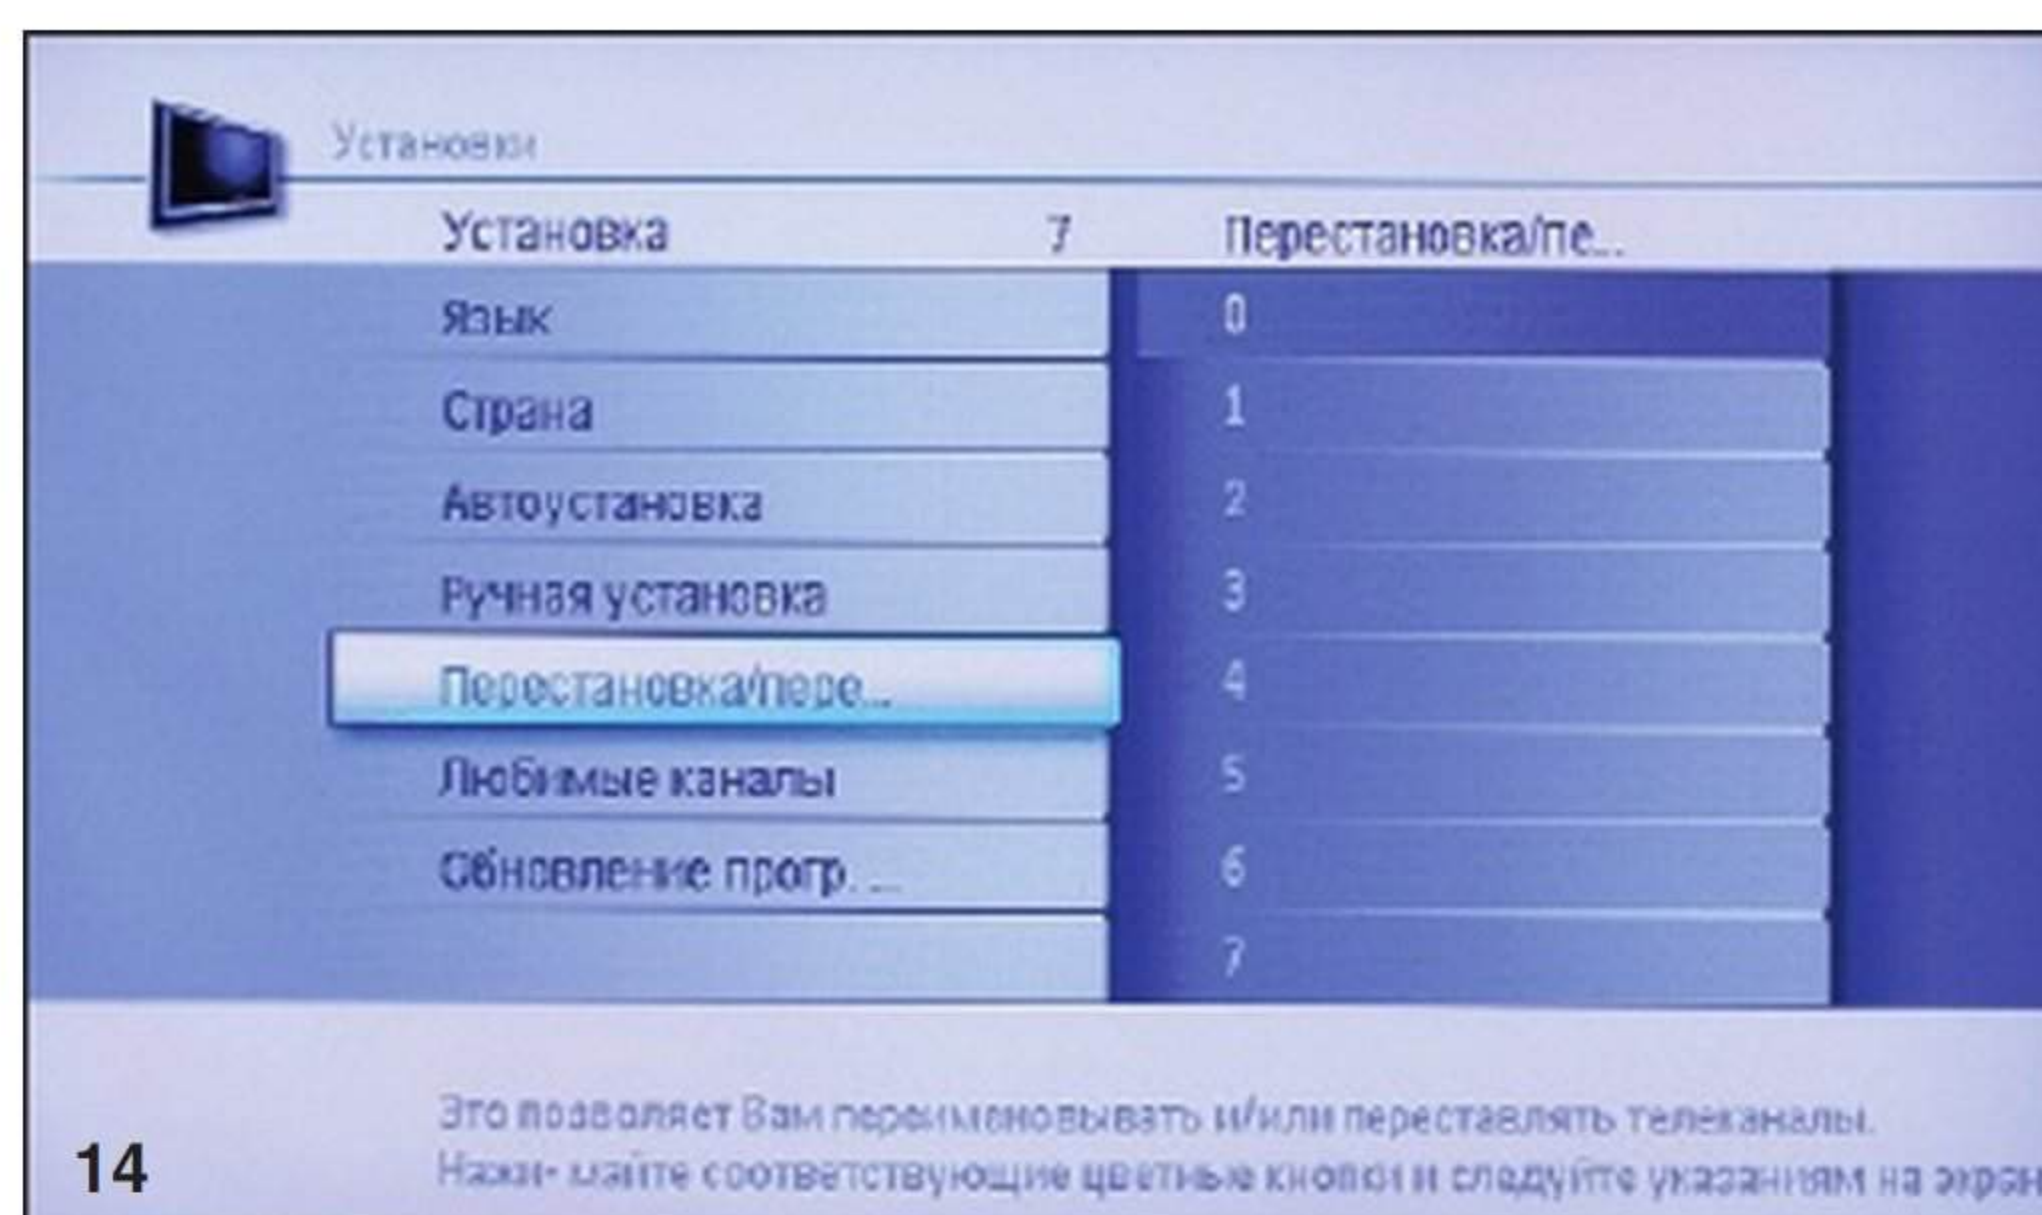 Установки
Установка 7 Перестановка/пе...
Язык 0
Страна 1
Автоустановка 2
Ручная установка 3
Перестановка/пере... 4
Любимые каналы 5
Обновление прогр. ... 6
7
Это позволяет Вам переименовывать и/или переставлять телеканалы.
Нажи- майте соответствующие цветные кнопки и следуйте указаниям на экран
14